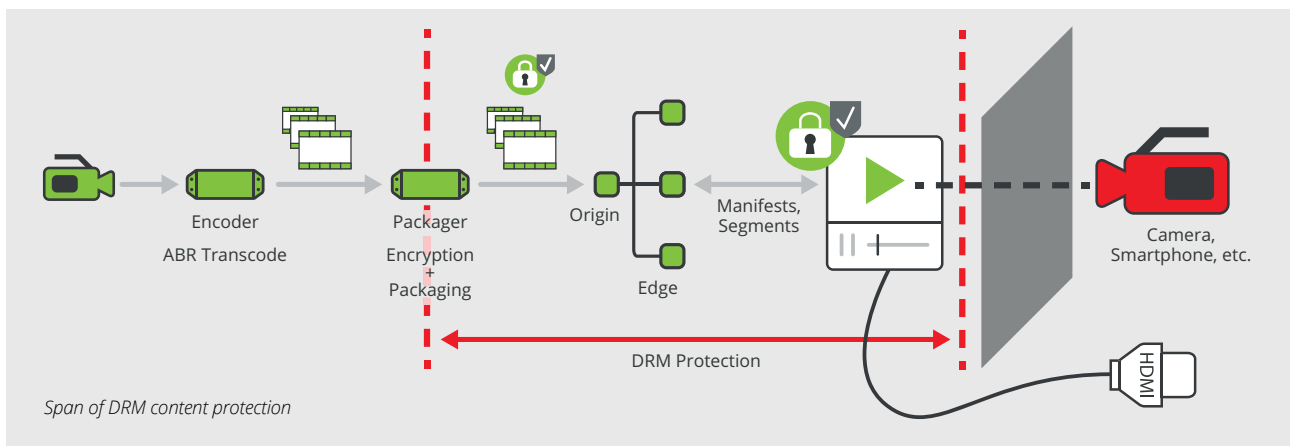 Encoder
ABR Transcode
Packager
Encryption
+
Packaging
Origin
Edge
Manifests,
Segments
DRM Protection
Camera,
Smartphone, etc.
HDMI
Span of DRM content protection